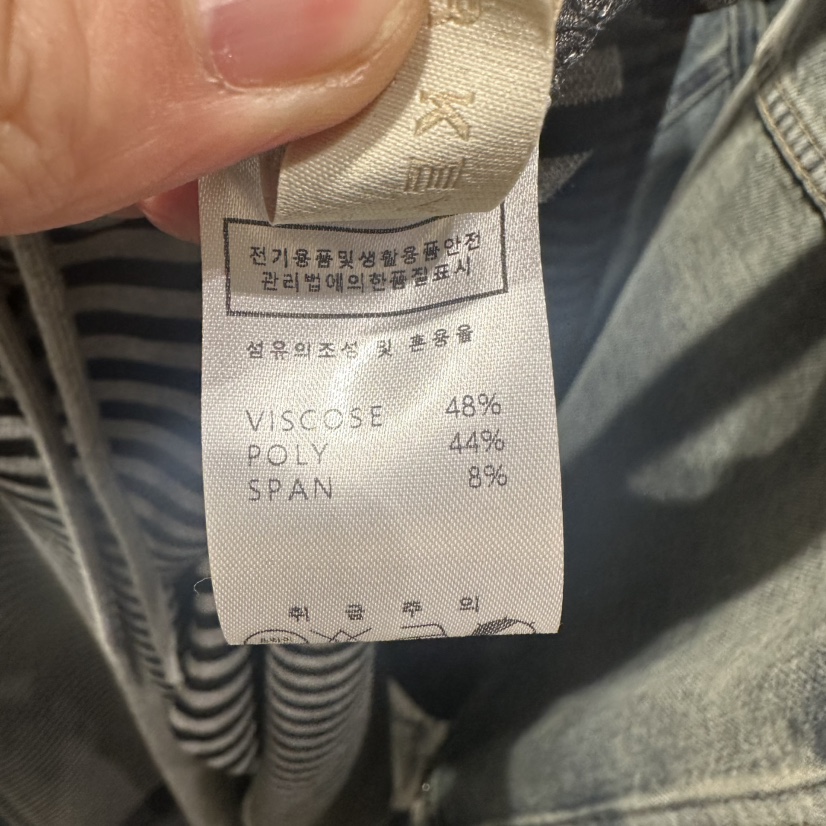 K
전기용품및생활용품안전
관리법에의한품질표시
섬유의조성 및 혼용율
VISCOSE 48%
POLY 44%
SPAN 8%
취 급 주 의